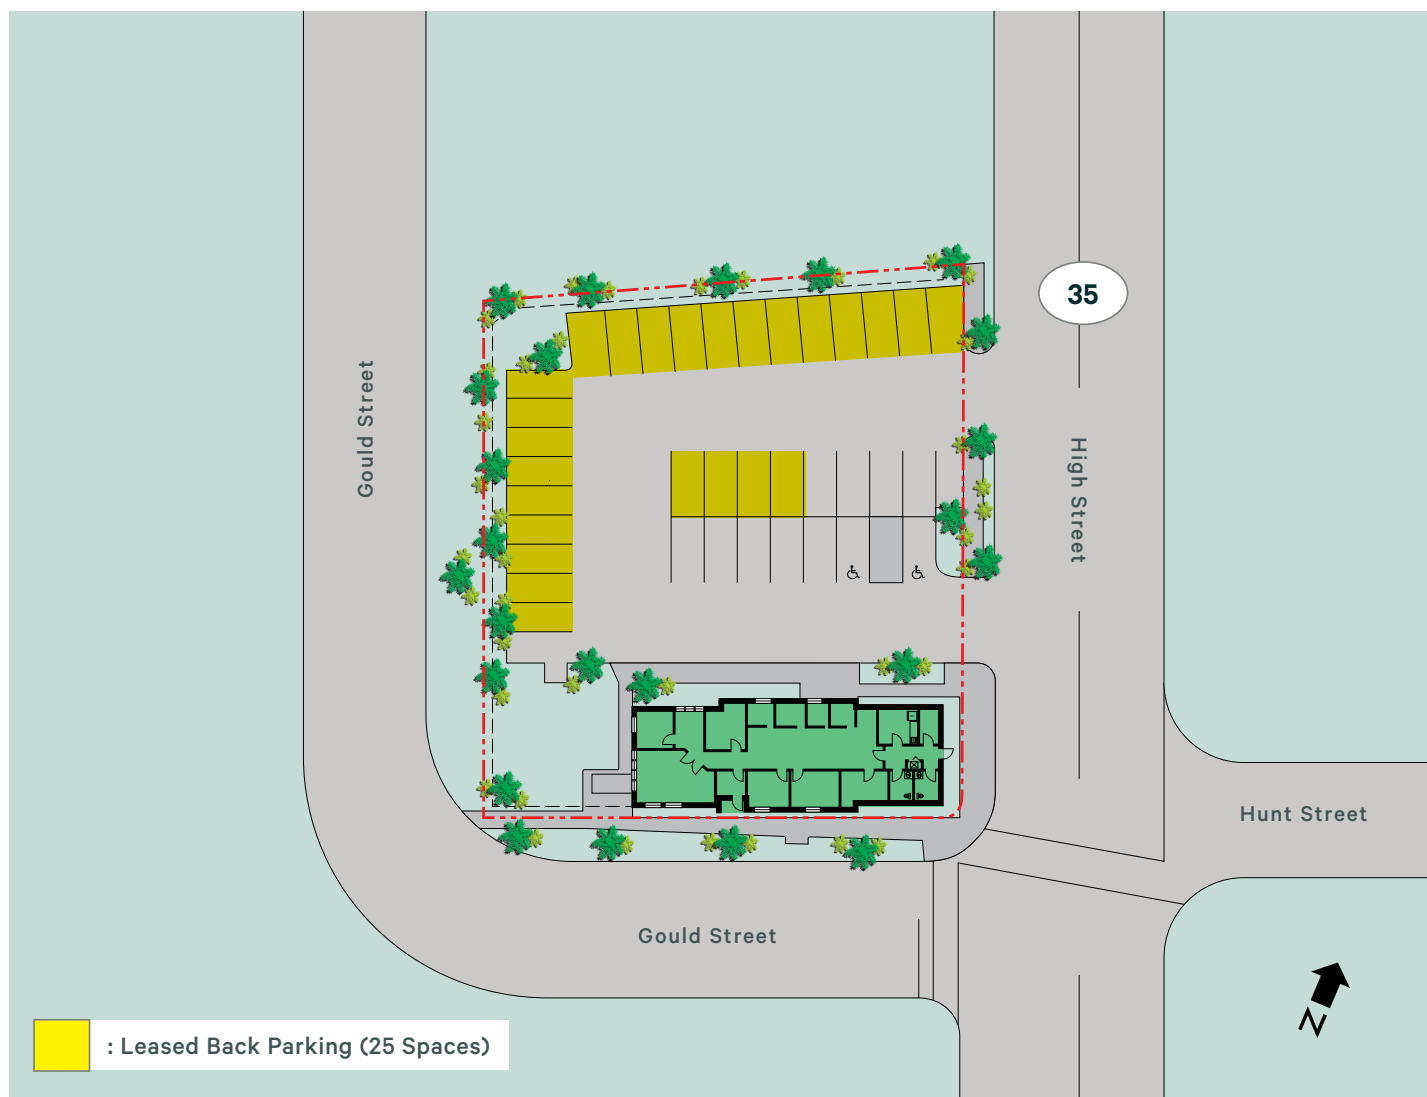 35
Gould Street
High Street
Hunt Street
Gould Street
N
: Leased Back Parking (25 Spaces)